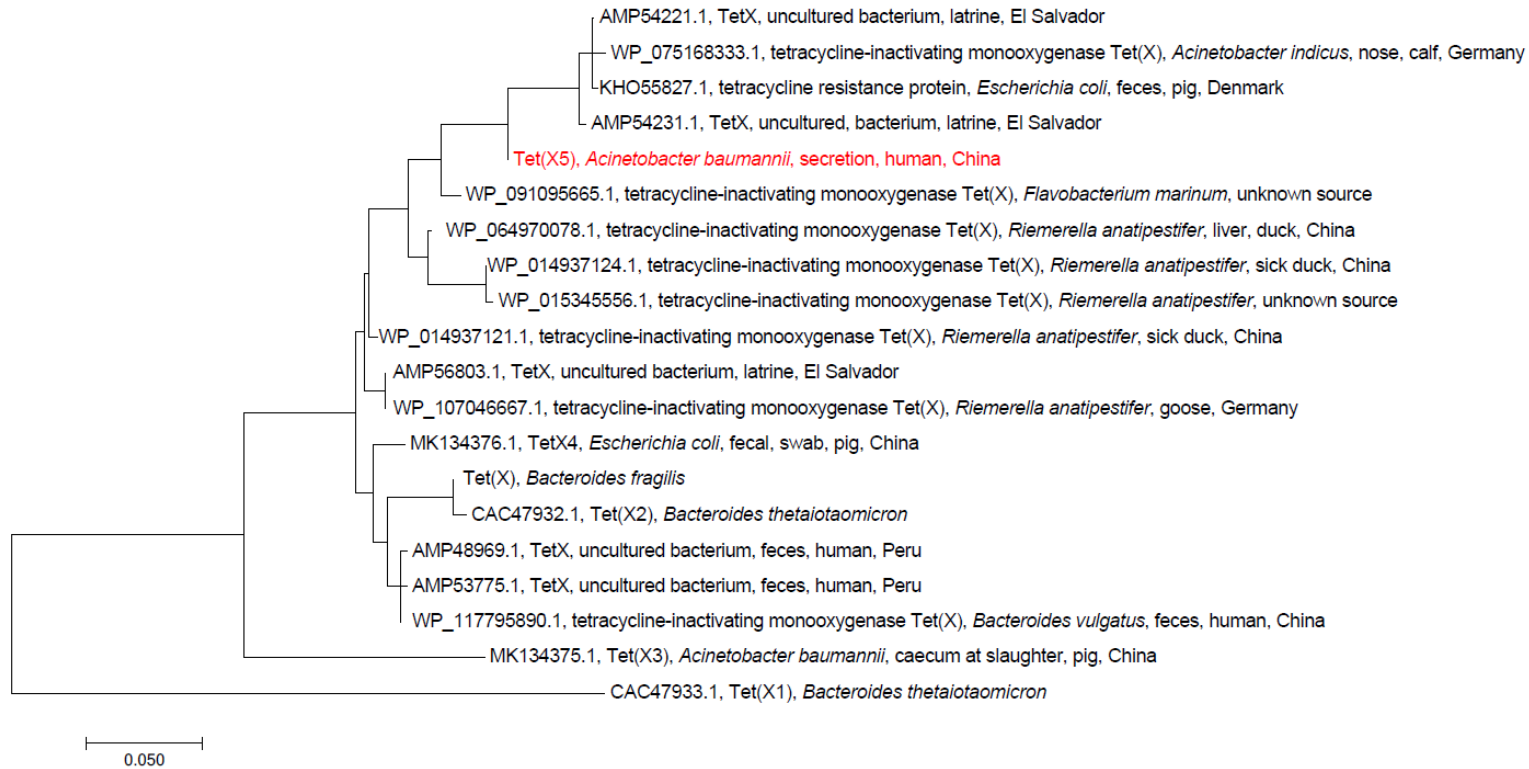 AMP54221.1, TetX, uncultured bacterium, latrine, El Salvador
WP_075168333.1, tetracycline-inactivating monooxygenase Tet(X), Acinetobacter indicus, nose, calf, Germany
KHO55827.1, tetracycline resistance protein, Escherichia coli, feces, pig, Denmark
AMP54231.1, TetX, uncultured, bacterium, latrine, El Salvador
Tet(X5), Acinetobacter baumannii, secretion, human, China
WP_091095665.1, tetracycline-inactivating monooxygenase Tet(X), Flavobacterium marinum, unknown source
WP_064970078.1, tetracycline-inactivating monooxygenase Tet(X), Riemerella anatipestifer, liver, duck, China
WP_014937124.1, tetracycline-inactivating monooxygenase Tet(X), Riemerella anatipestifer, sick duck, China
WP_015345556.1, tetracycline-inactivating monooxygenase Tet(X), Riemerella anatipestifer, unknown source
WP_014937121.1, tetracycline-inactivating monooxygenase Tet(X), Riemerella anatipestifer, sick duck, China
AMP56803.1, TetX, uncultured bacterium, latrine, El Salvador
WP_107046667.1, tetracycline-inactivating monooxygenase Tet(X), Riemerella anatipestifer, goose, Germany
MK134376.1, TetX4, Escherichia coli, fecal, swab, pig, China
Tet(X), Bacteroides fragilis
CAC47932.1, Tet(X2), Bacteroides thetaiotaomicron
AMP48969.1, TetX, uncultured bacterium, feces, human, Peru
AMP53775.1, TetX, uncultured bacterium, feces, human, Peru
WP_117795890.1, tetracycline-inactivating monooxygenase Tet(X), Bacteroides vulgatus, feces, human, China
MK134375.1, Tet(X3), Acinetobacter baumannii, caecum at slaughter, pig, China
CAC47933.1, Tet(X1), Bacteroides thetaiotaomicron
0.050